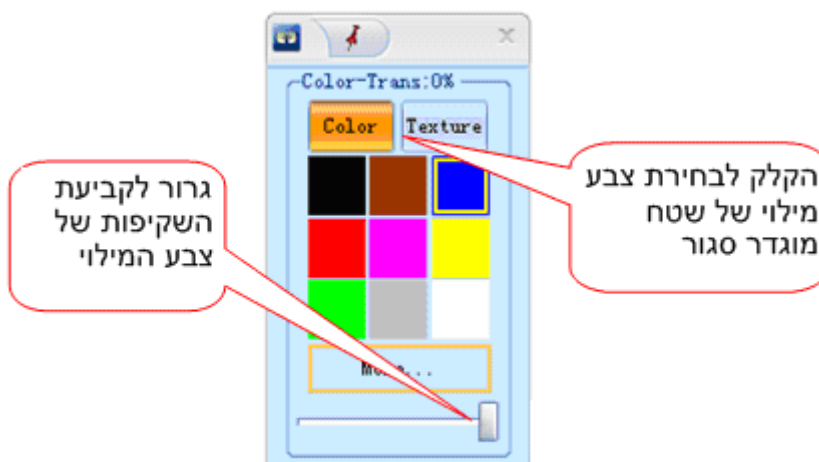 Color-Trans:0%
Color Texture
הקלק לבחירת צבע
מילוי של שטח
מוגדר סגור
גרור לקביעת
השקיפות של
צבע המילוי